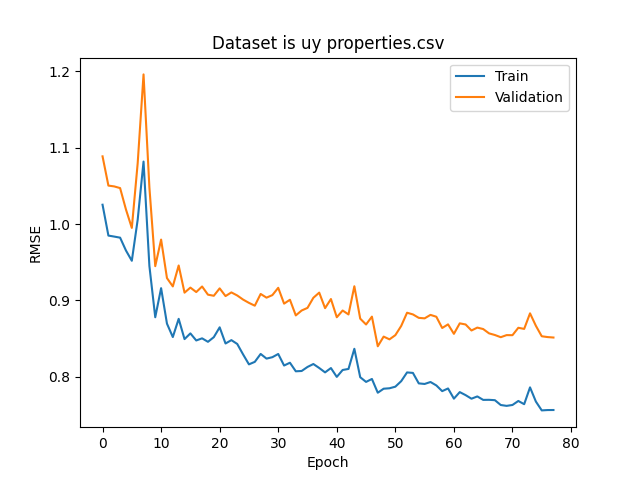 Dataset is uy properties.csv
Train
Validation
RMSE
1.2
1.1
1.0
0.9
0.8
0 10 20 30 40 50 60 70 80
Epoch